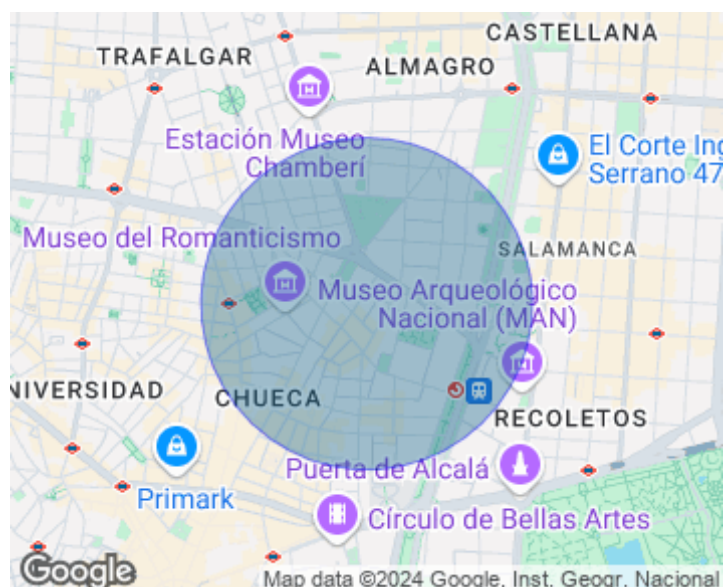 CASTELLANA
TRAFALGAR
ALMAGRO
Estación Museo
Chamberí
El Corte Ing
Serrano 47
Museo del Romanticismo
SALAMANCA
Museo Arqueológico
Nacional (MAN)
NIVERSIDAD
CHUECA
RECOLETOS
Puerta de Alcalá
Primark
Círculo de Bellas Artes
Google
Map data ©2024 Google, Inst. Geogr. Nacional